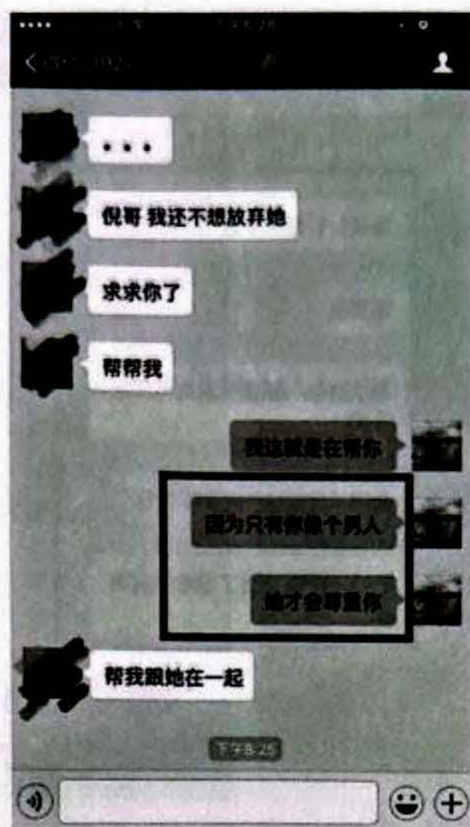 ...
倪哥 我还不想放弃她
求求你了
帮帮我
我这就是在帮你
因为只有你像个男人
她才会尊重你
帮我跟她在一起
下午8:25